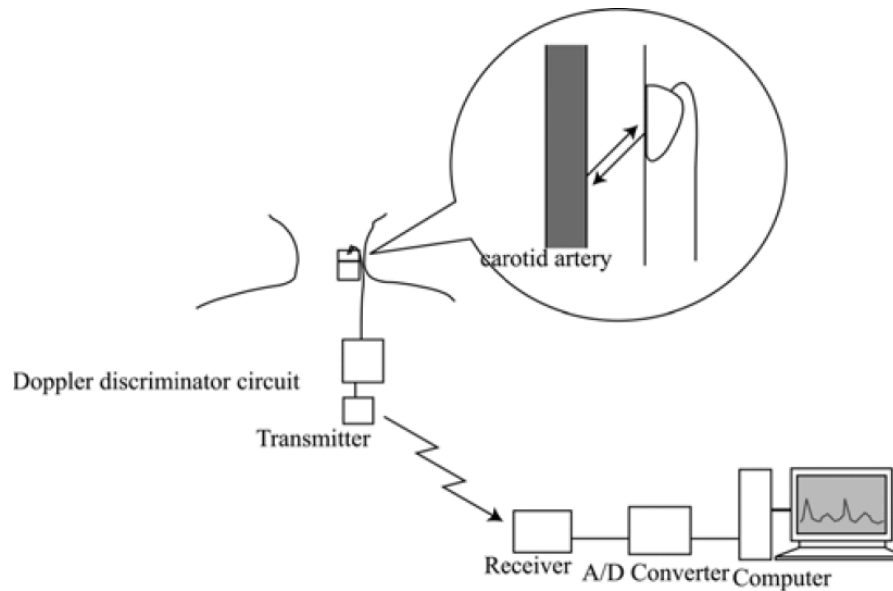 carotid artery
Doppler discriminator circuit
Transmitter
Receiver
A/D Converter
Computer